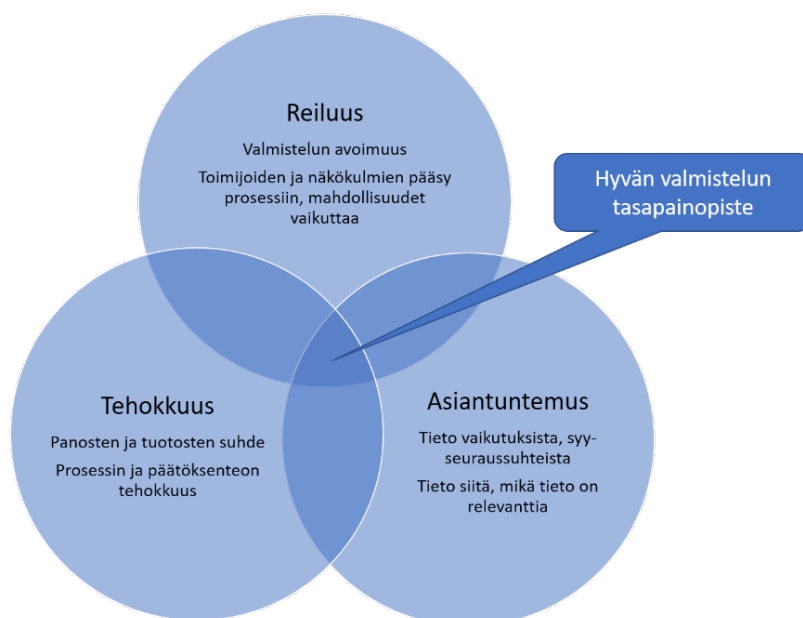 Reiluus
Valmistelun avoimuus
Toimijoiden ja näkökulmien pääsy
prosessiin, mahdollisuudet
vaikuttaa
Hyvän valmistelun
tasapainopiste
Tehokkuus
Panosten ja tuotosten suhde
Prosessin ja päätöksenteon
tehokkuus
Asiantuntemus
Tieto vaikutuksista, syy-
seuraussuhteista
Tieto siitä, mikä tieto on
relevanttia